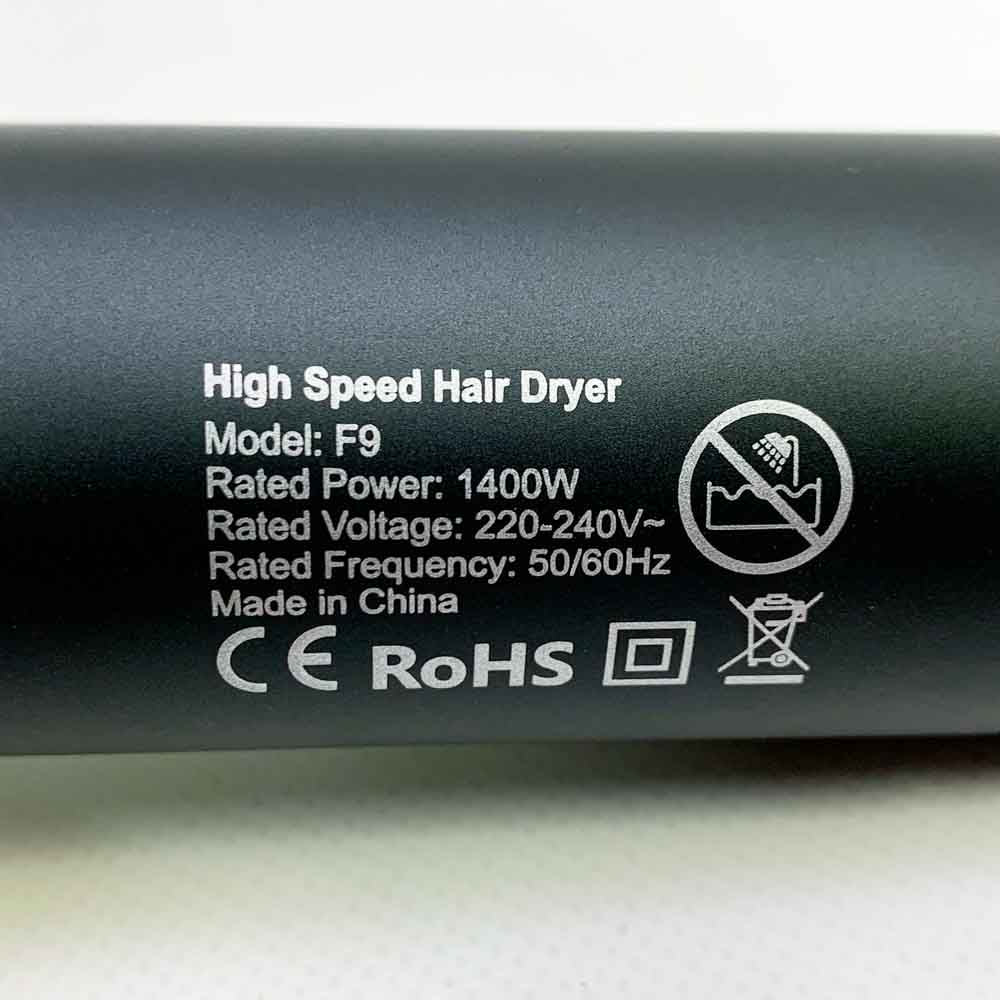 High Speed Hair Dryer
Model: F9
Rated Power: 1400W
Rated Voltage: 220-240V~
Rated Frequency: 50/60Hz
Made in China
CE RoHS